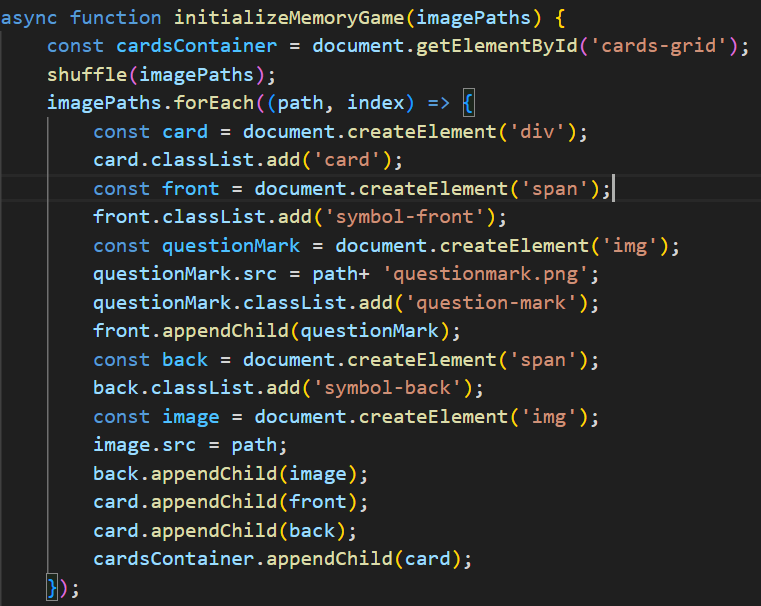 async function initializeMemoryGame(imagePaths) {
    const cardsContainer = document.getElementById('cards-grid');
    shuffle(imagePaths);
    imagePaths.forEach((path, index) => {
        const card = document.createElement('div');
        card.classList.add('card');
        const front = document.createElement('span');
        front.classList.add('symbol-front');
        const questionMark = document.createElement('img');
        questionMark.src = path+ 'questionmark.png';
        questionMark.classList.add('question-mark');
        front.appendChild(questionMark);
        const back = document.createElement('span');
        back.classList.add('symbol-back');
        const image = document.createElement('img');
        image.src = path;
        back.appendChild(image);
        card.appendChild(front);
        card.appendChild(back);
        cardsContainer.appendChild(card);
    });